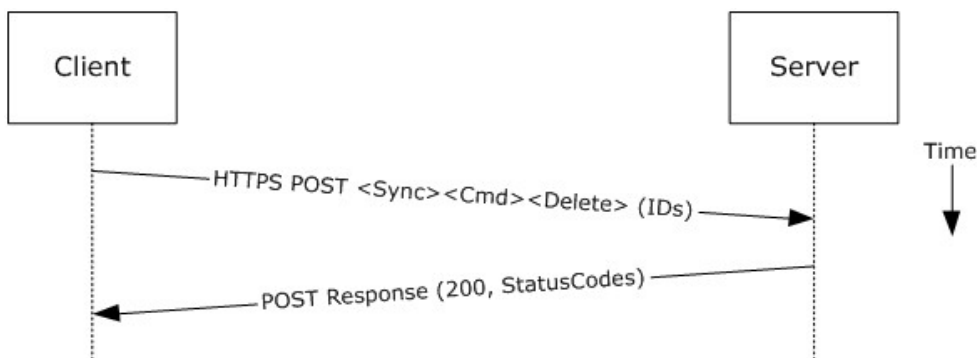 Client
Server
Time
HTTPS POST <Sync><Cmd><Delete> (IDs)
POST Response (200, StatusCodes)